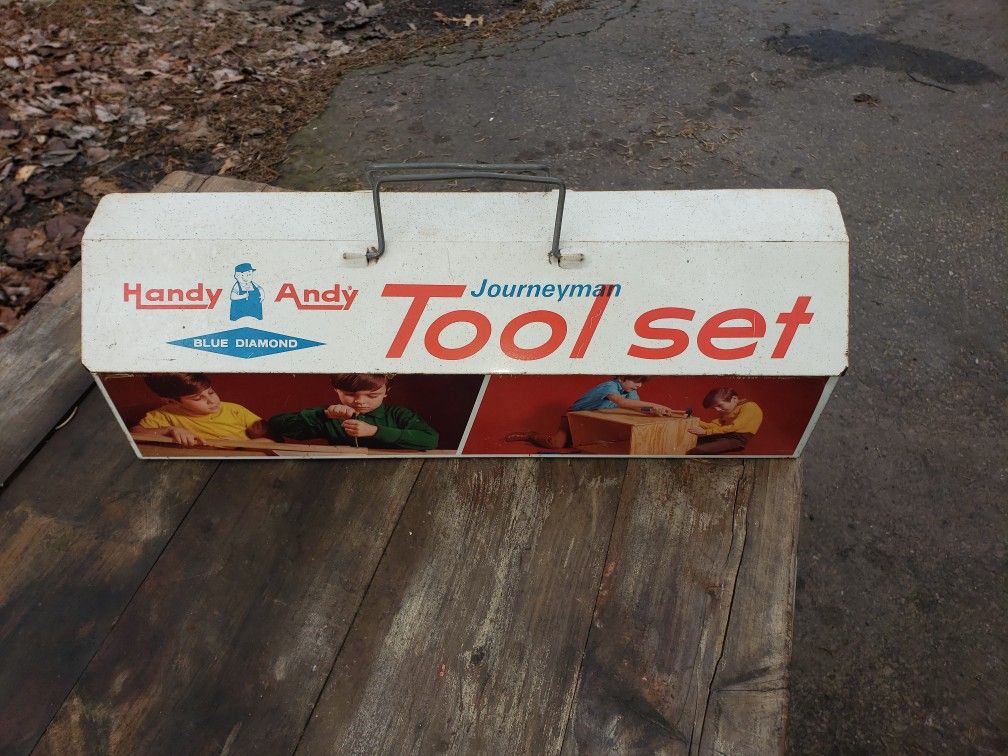 Handy Andy
BLUE DIAMOND
Journeyman
Tool set